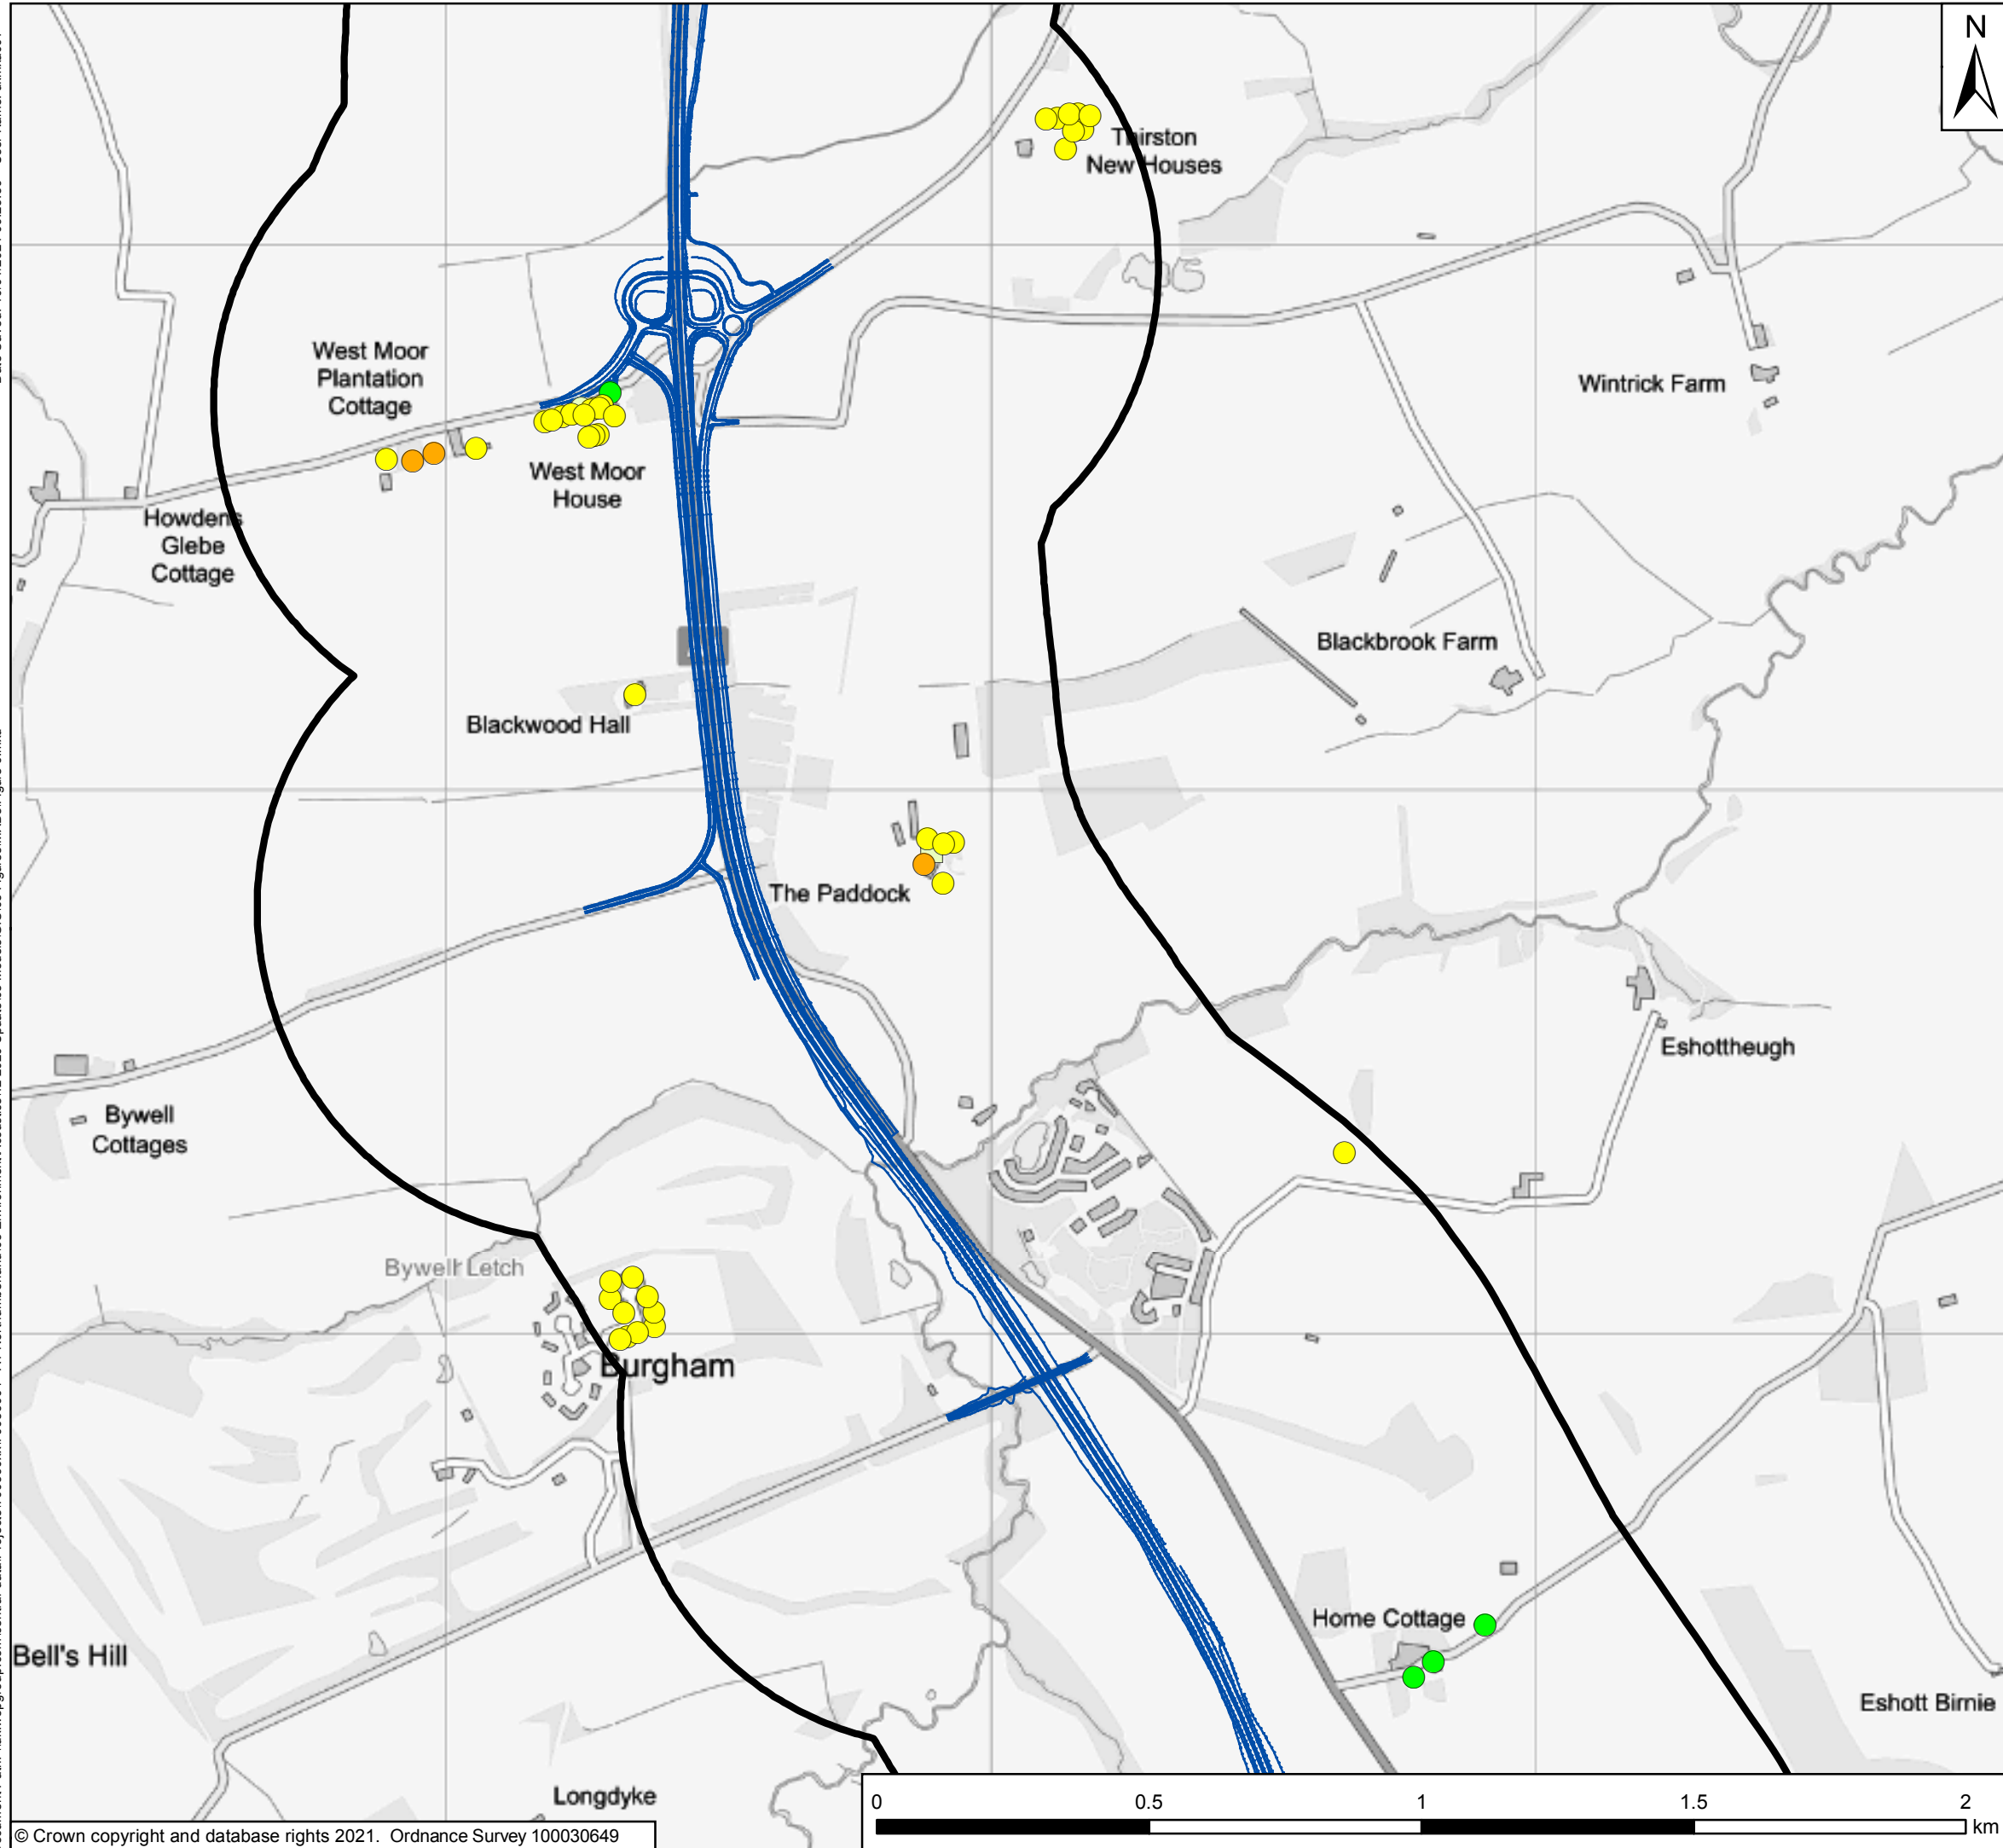 N
Thirston
New Houses
West Moor
Plantation
Cottage
Wintrick Farm
West Moor
House
Howdens
Glebe
Cottage
Blackbrook Farm
Blackwood Hall
The Paddock
Eshottheugh
Bywell
Cottages
Bywell Letch
Burgham
Home Cottage
Bell's Hill
Eshott Birnie
Longdyke
0 0.5 1 1.5 2
km
© Crown copyright and database rights 2021. Ordnance Survey 100030649